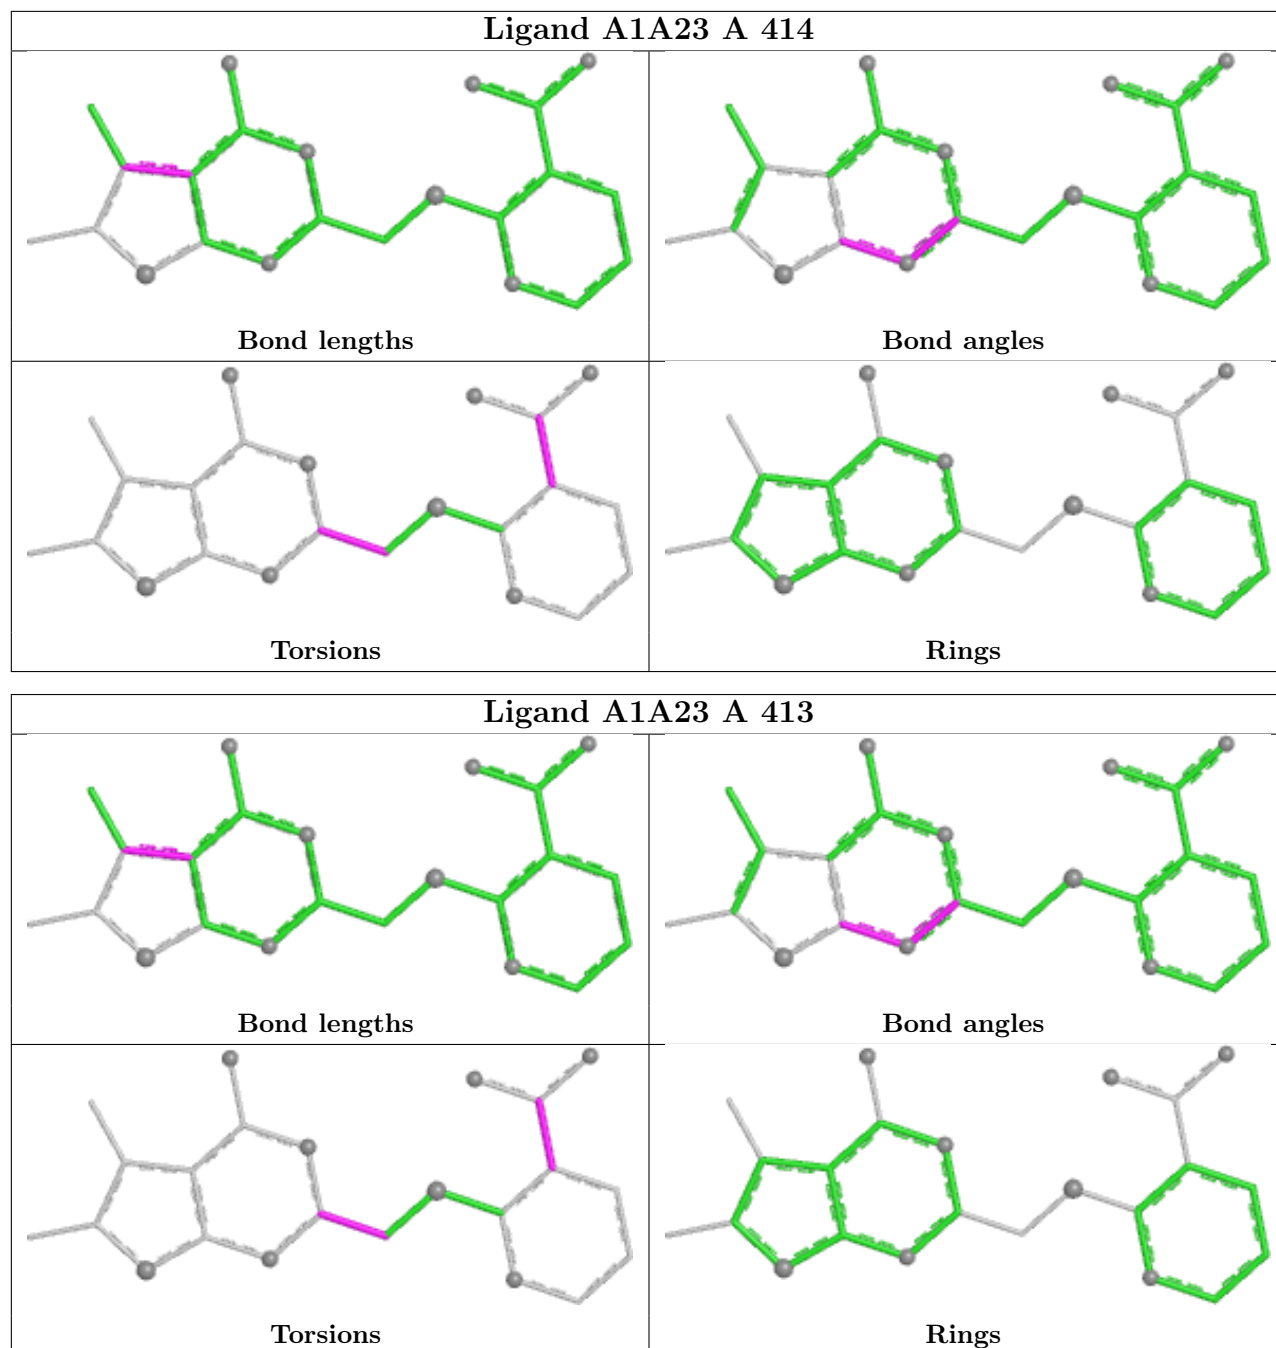 Ligand A1A23 A 414
Bond lengths
Bond angles
Torsions
Rings
Ligand A1A23 A 413
Bond lengths
Bond angles
Torsions
Rings